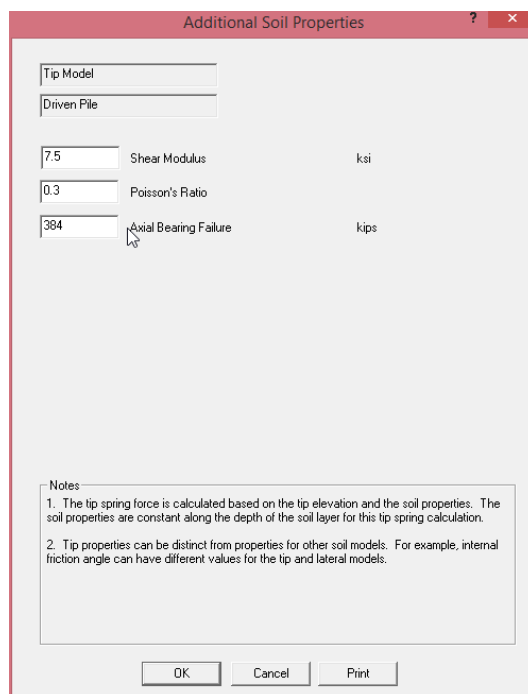 Additional Soil Properties
? ×
Tip Model
Driven Pile
7.5 Shear Modulus ksi
0.3 Poisson's Ratio
384 Axial Bearing Failure kips
Notes
1. The tip spring force is calculated based on the tip elevation and the soil properties. The
soil properties are constant along the depth of the soil layer for this tip spring calculation.
2. Tip properties can be distinct from properties for other soil models. For example, internal
friction angle can have different values for the tip and lateral models.
OK Cancel Print